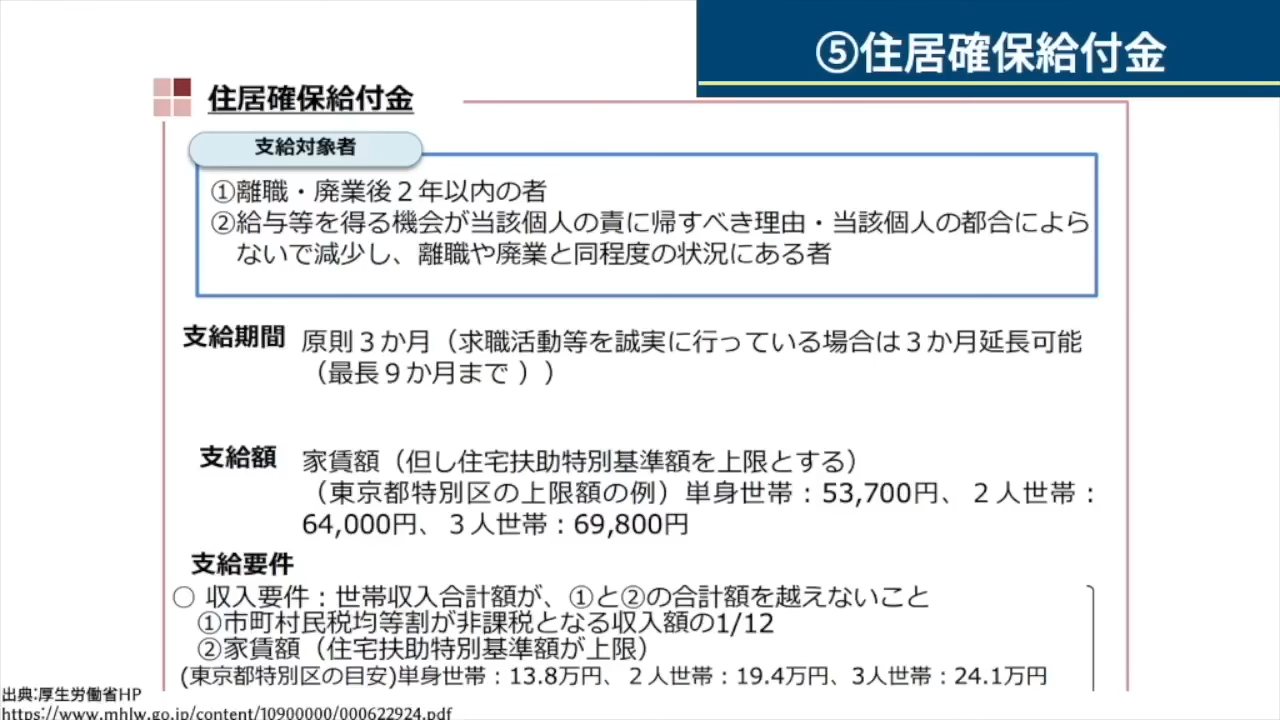 ⑤住居確保給付金
住居確保給付金
支給対象者
①離職・廃業後２年以内の者
②給与等を得る機会が当該個人の責に帰すべき理由・当該個人の都合によら
ないで減少し、離職や廃業と同程度の状況にある者
支給期間
原則３か月（求職活動等を誠実に行っている場合は３か月延長可能
（最長９か月まで ））
支給額
家賃額（但し住宅扶助特別基準額を上限とする）
（東京都特別区の上限額の例）単身世帯：53,700円、２人世帯：
64,000円、３人世帯：69,800円
支給要件
○ 収入要件：世帯収入合計額が、①と②の合計額を越えないこと
①市町村民税均等割が非課税となる収入額の1/12
②家賃額（住宅扶助特別基準額が上限）
(東京都特別区の目安)単身世帯：13.8万円、２人世帯：19.4万円、3人世帯：24.1万円
出典:厚生労働省HP
https://www.mhlw.go.jp/content/10900000/000622924.pdf